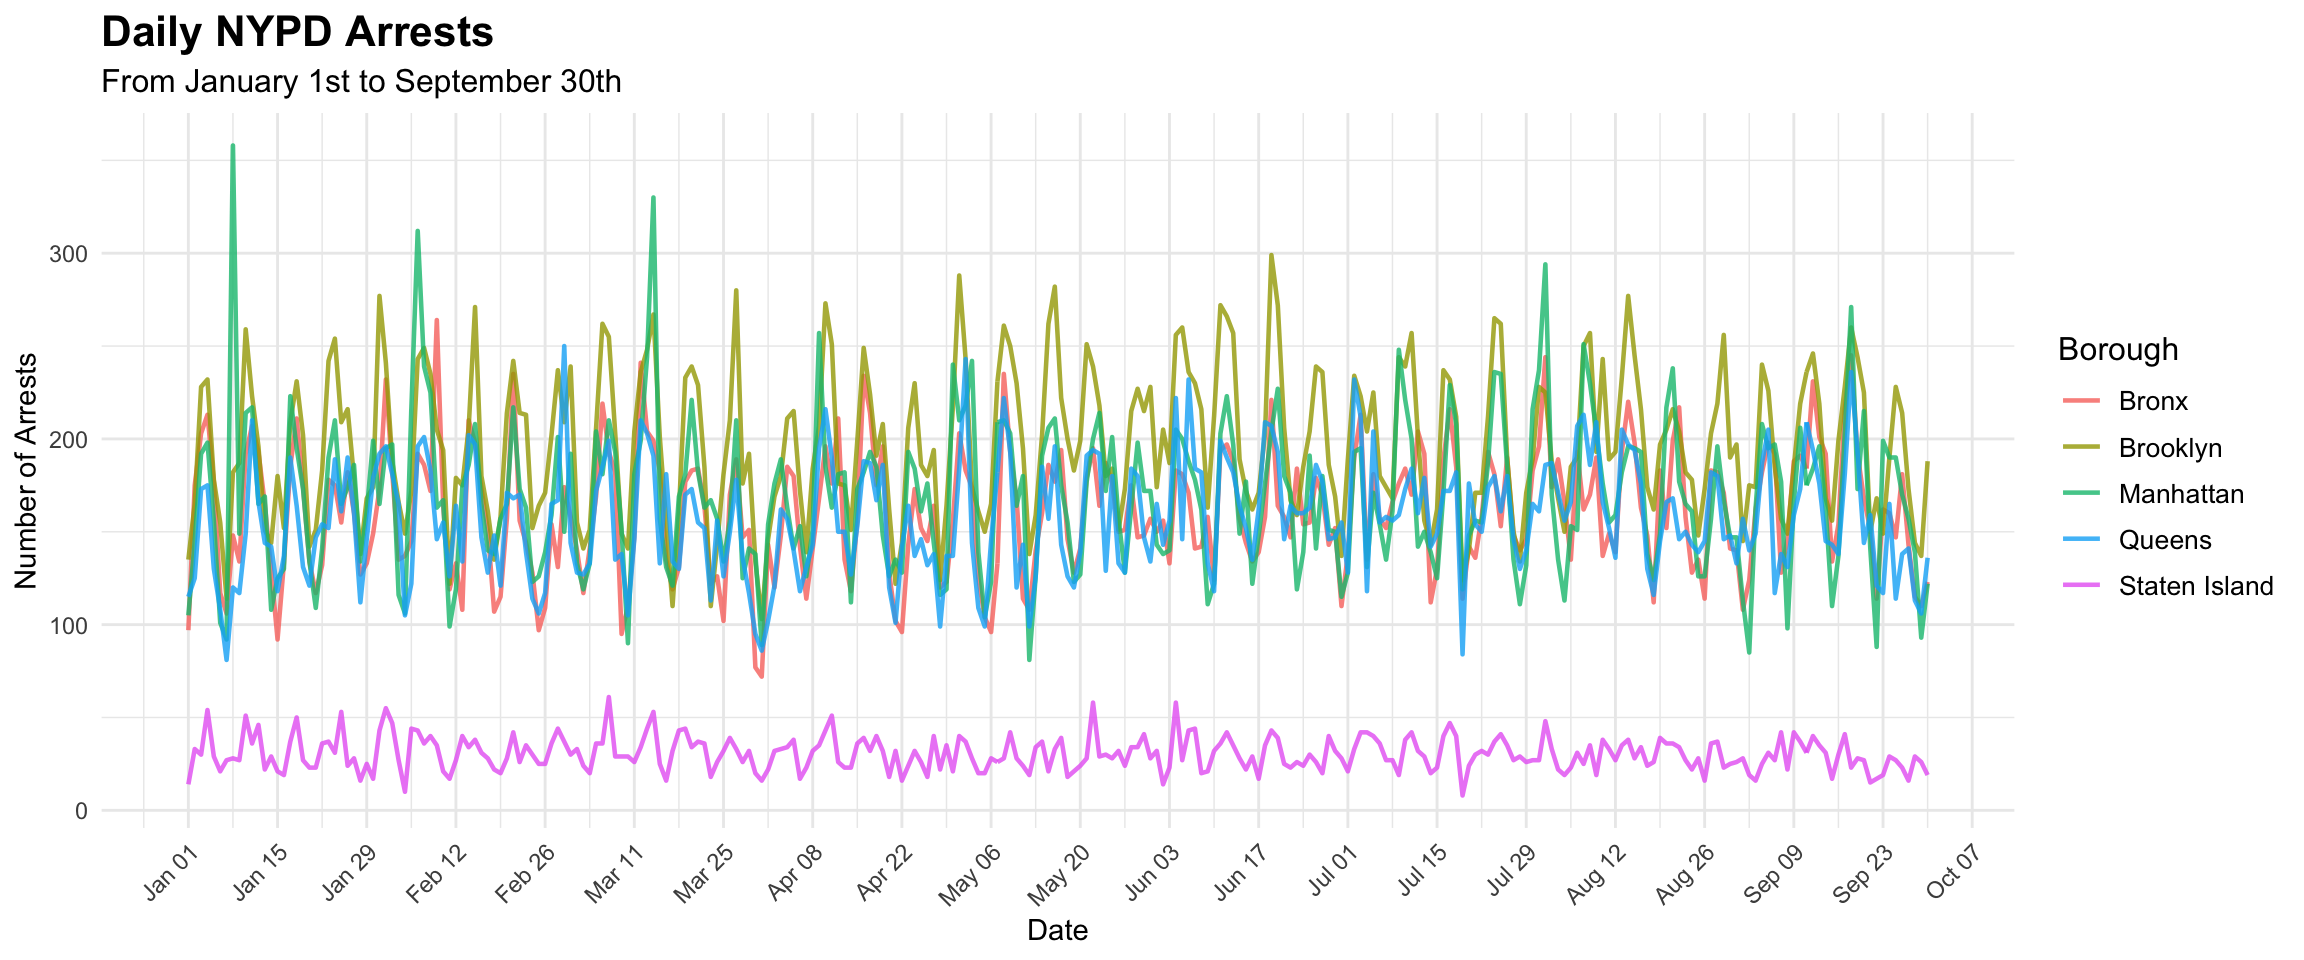 Daily NYPD Arrests
From January 1st to September 30th
Number of Arrests
300
200
100
0
Jan 01
Jan 15
Jan 29
Feb 12
Feb 26
Mar 11
Mar 25
Apr 08
Apr 22
May 06
May 20
Jun 03
Jun 17
Jul 01
Jul 15
Jul 29
Aug 12
Aug 26
Sep 09
Sep 23
Oct 07
Date
Borough
Bronx
Brooklyn
Manhattan
Queens
Staten Island